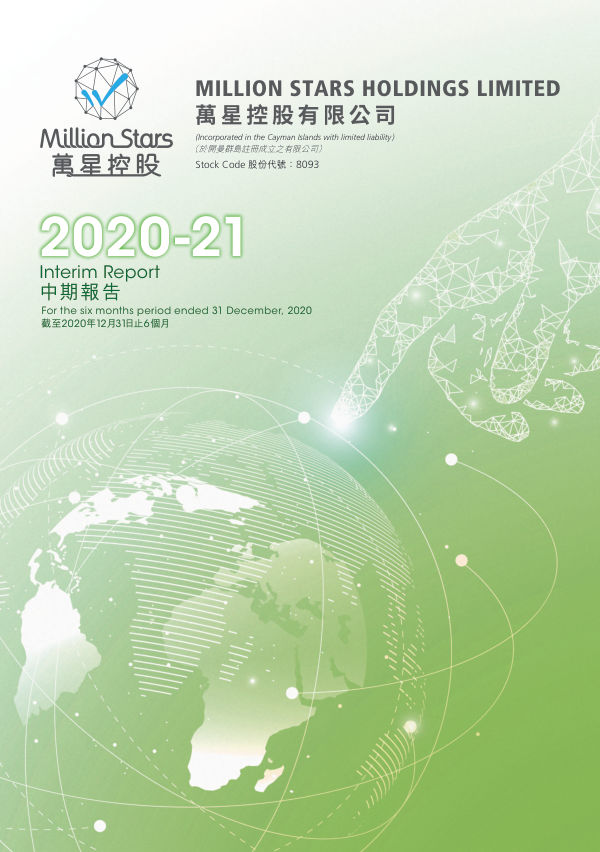 Million Stars
萬星控股
MILLION STARS HOLDINGS LIMITED
萬星控股有限公司
(Incorporated in the Cayman Islands with limited liability)
(於開曼群島註冊成立之有限公司)
Stock Code 股份代號：8093
2020-21
Interim Report
中期報告
For the six months period ended 31 December, 2020
截至2020年12月31日止6個月